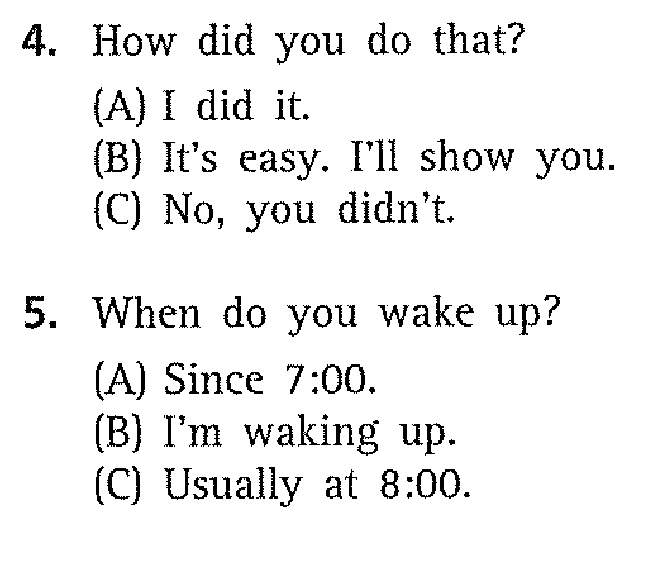 4. How did you do that?
(A) I did it.
(B) It's easy. I'll show you.
(C) No, you didn't.
5. When do you wake up?
(A) Since 7:00.
(B) I'm waking up.
(C) Usually at 8:00.